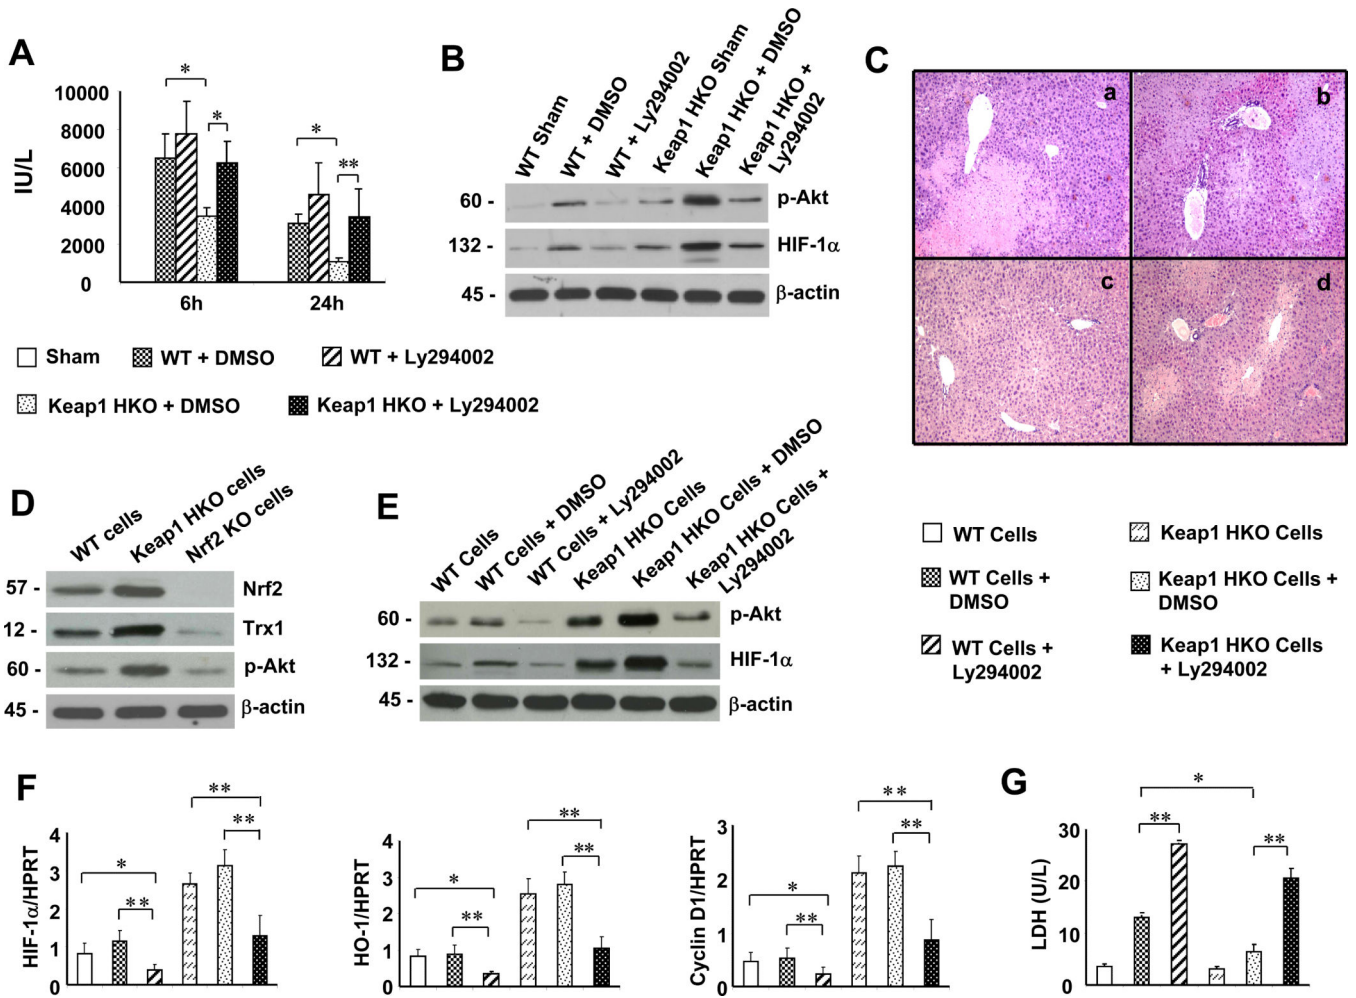 A
*
*
*
**
IU/L
10000
8000
6000
4000
2000
0
6h
24h
Sham
WT + DMSO
WT + Ly294002
Keap1 HKO + DMSO
Keap1 HKO + Ly294002
B
WT Sham
WT + DMSO
WT + Ly294002
Keap1 HKO Sham
Keap1 HKO + DMSO
Keap1 HKO +
Ly294002
60 - p-Akt
132 - HIF-1α
45 - β-actin
C
a
b
c
d
D
WT cells
Keap1 HKO cells
Nrf2 KO cells
57 - Nrf2
12 - Trx1
60 - p-Akt
45 - β-actin
E
WT Cells
WT Cells + DMSO
WT Cells + Ly294002
Keap1 HKO Cells
Keap1 HKO Cells + DMSO
Keap1 HKO Cells +
Ly294002
60 - p-Akt
132 - HIF-1α
45 - β-actin
WT Cells
Keap1 HKO Cells
WT Cells +
DMSO
Keap1 HKO Cells +
DMSO
WT Cells +
Ly294002
Keap1 HKO Cells
+ Ly294002
F
HIF-1α/HPRT
4
3
2
1
0
*
**
**
**
HO-1/HPRT
4
3
2
1
0
*
**
**
**
Cyclin D1/HPRT
3
2
1
0
*
**
**
**
G
LDH (U/L)
30
20
10
0
*
**
**